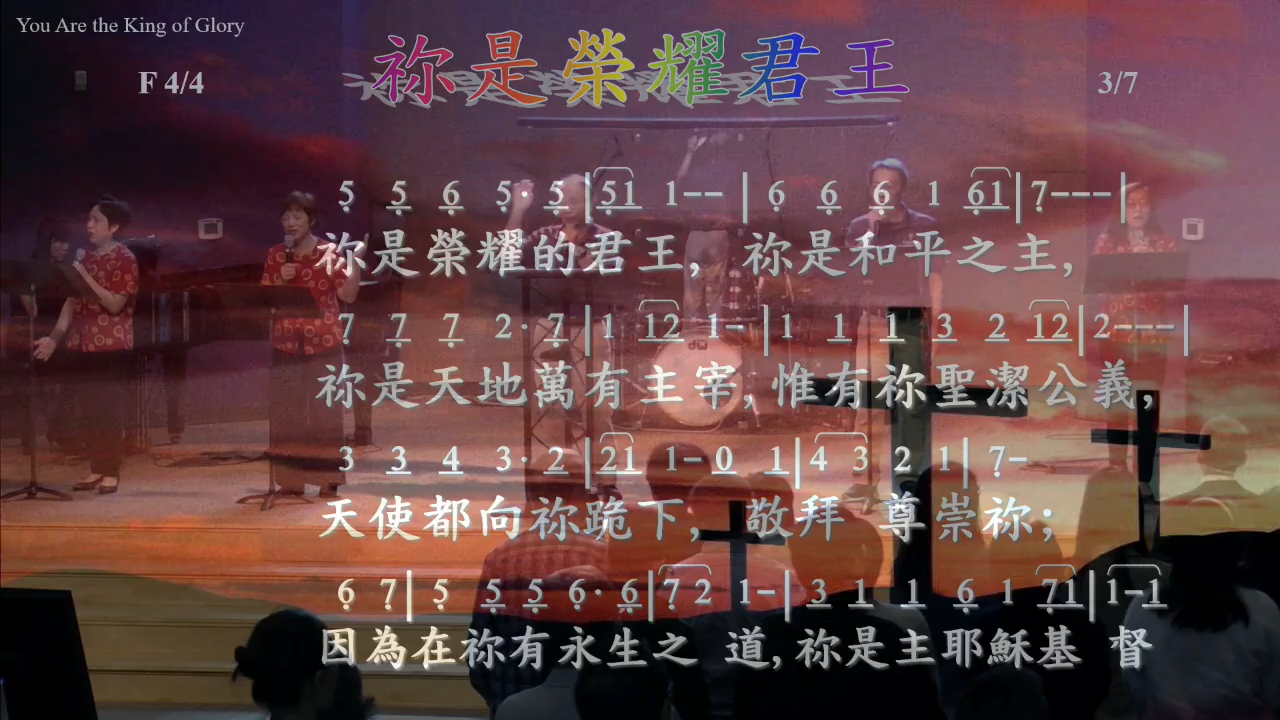 You Are the King of Glory
祢是榮耀君王
F 4/4
3/7
5 5 6 5· 5 |51 1-- | 6 6 6 1 61|7---|
祢是榮耀的君王, 祢是和平之主,
7 7 7 2· 7 |1 12 1- |1 1 1 3 2 12|2---|
祢是天地萬有主宰,惟有祢聖潔公義,
3 3 4 3· 2 |21 1-0 1|4 3 2 1| 7-
天使都向祢跪下, 敬拜 尊崇祢;
6 7| 5 5 5 6· 6|7 2 1-|3 1 1 6 1 71|1-1
因為在祢有永生之 道,祢是主耶穌基 督
dw